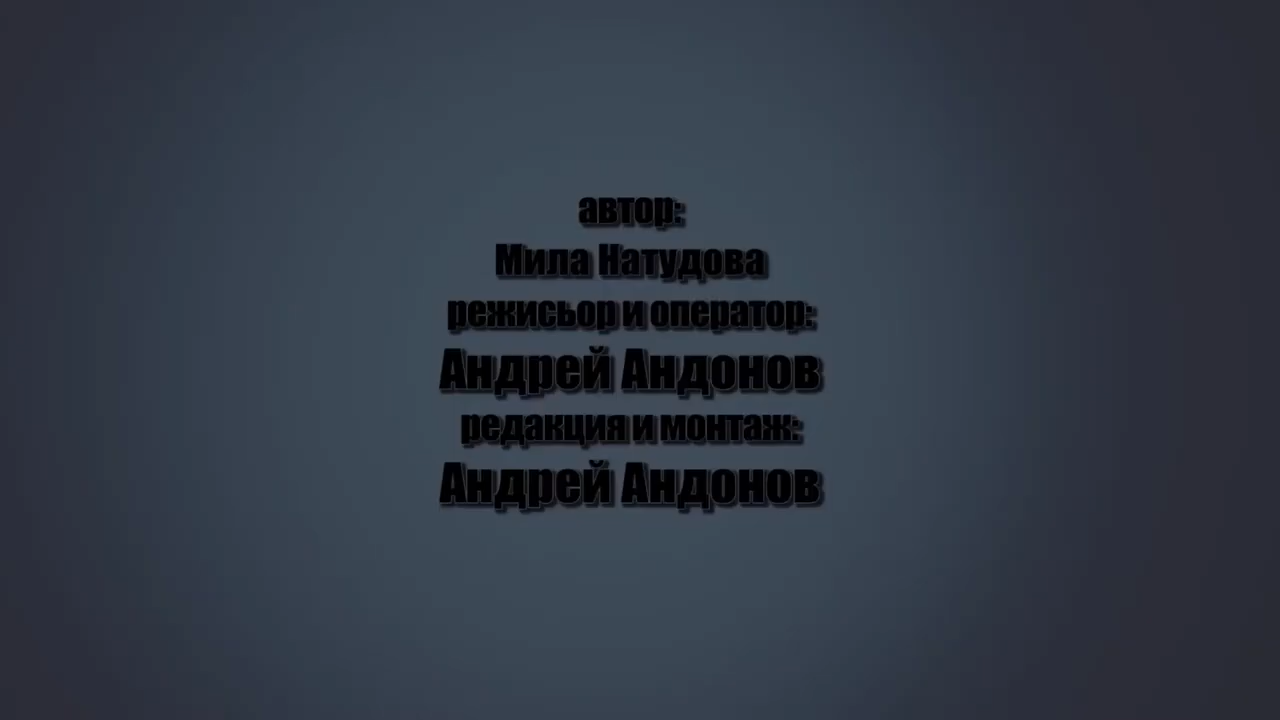 автор:
Мила Натудова
режисьор и оператор:
Андрей Андонов
редакция и монтаж:
Андрей Андонов